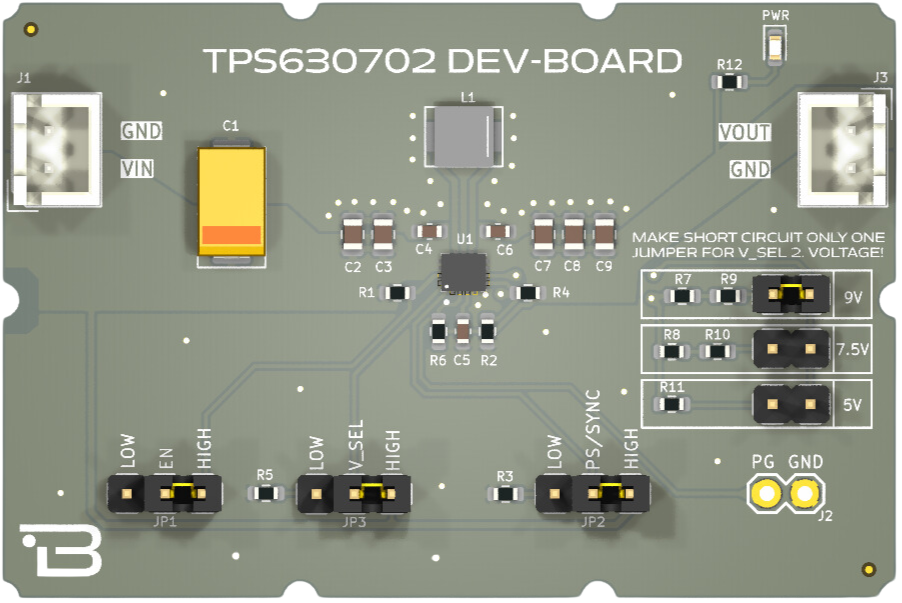 PWR
TPS630702 DEV-BOARD
R12
J1
J3
L1
C1
GND
VOUT
VIN
GND
U1
C4
C6
MAKE SHORT CIRCUIT ONLY ONE
JUMPER FOR V_SEL 2. VOLTAGE!
C2
C3
C7
C8
C9
R7
R9
9V
R1
R4
R8
R10
7.5V
R6
C5
R2
R11
5V
LOW
EN
HIGH
LOW
V_SEL
HIGH
LOW
PS/SYNC
HIGH
PG
GND
R5
R3
JP1
JP3
JP2
J2